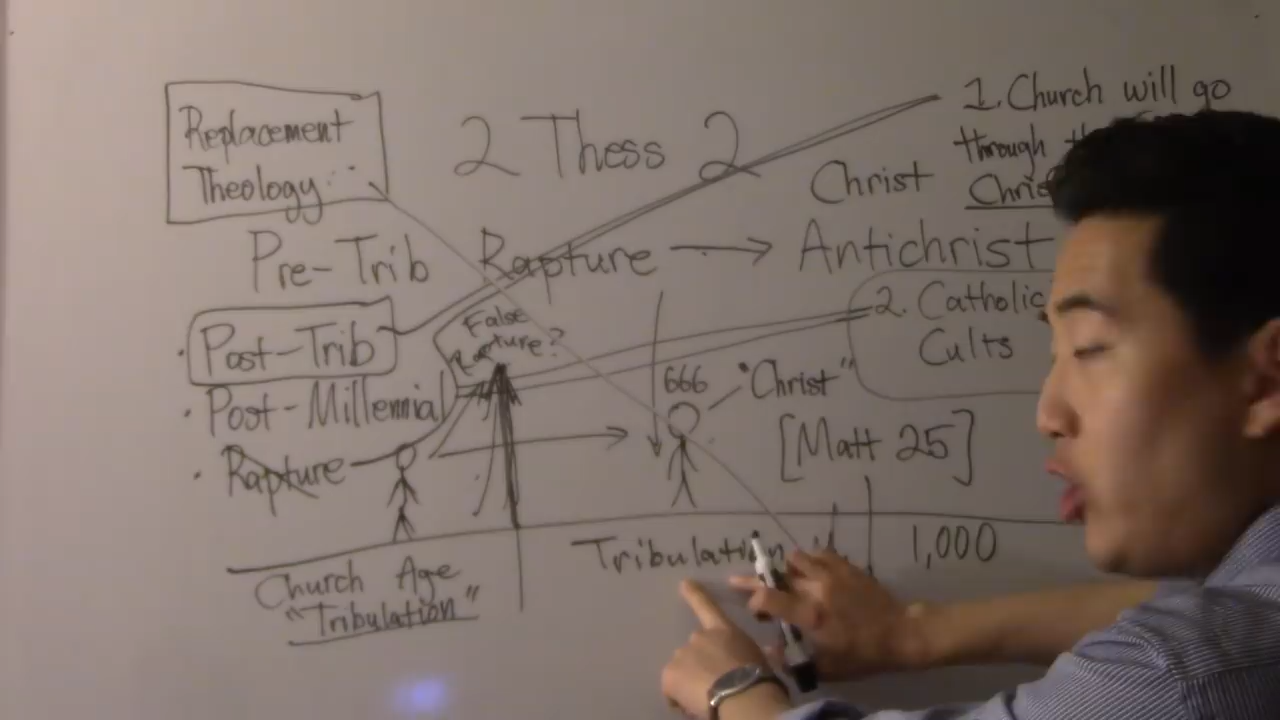 Replacement
Theology
2 Thess 2
1. Church will go
through
Christ
Pre-Trib Rapture → Antichrist
Christ
Post-Trib
False
Rapture?
2. Catholic
Cults
Post-Millennial
666
"Christ"
Rapture
[Matt 25]
Church Age
"Tribulation"
Tribulation
1,000